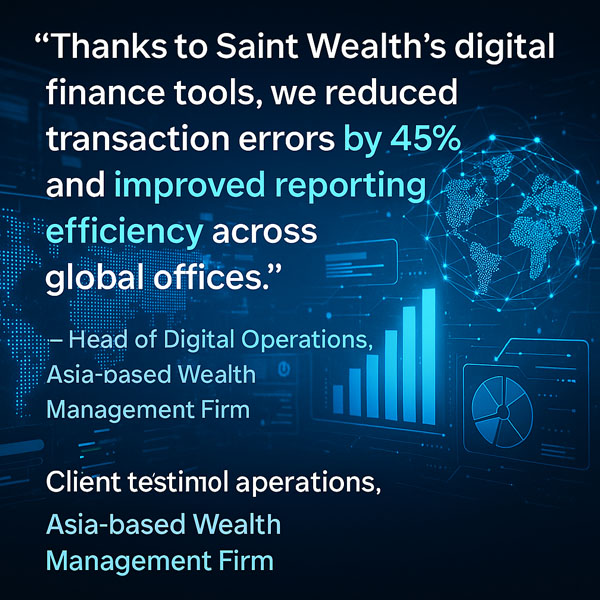 “Thanks to Saint Wealth’s digital
finance tools, we reduced
transaction errors by 45%
and improved reporting
efficiency across
global offices.”
– Head of Digital Operations,
Asia-based Wealth
Management Firm
Client testimol aperations,
Asia-based Wealth
Management Firm